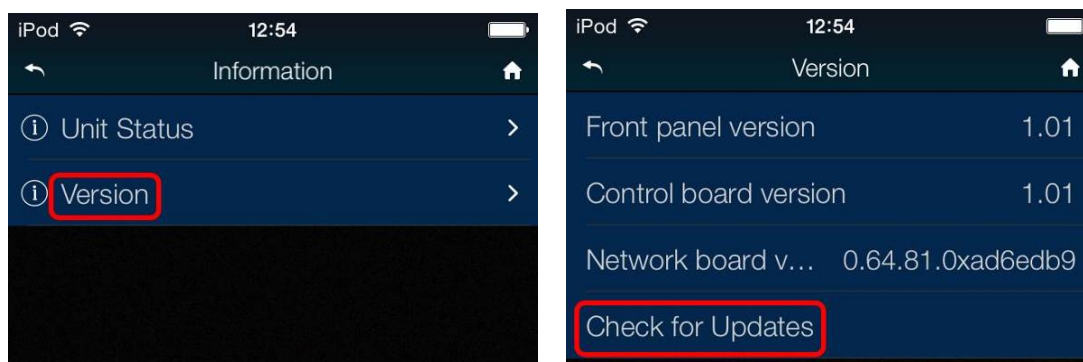 iPod 12:54
Information
Unit Status
Version
iPod 12:54
Version
Front panel version 1.01
Control board version 1.01
Network board v... 0.64.81.0xad6edb9
Check for Updates